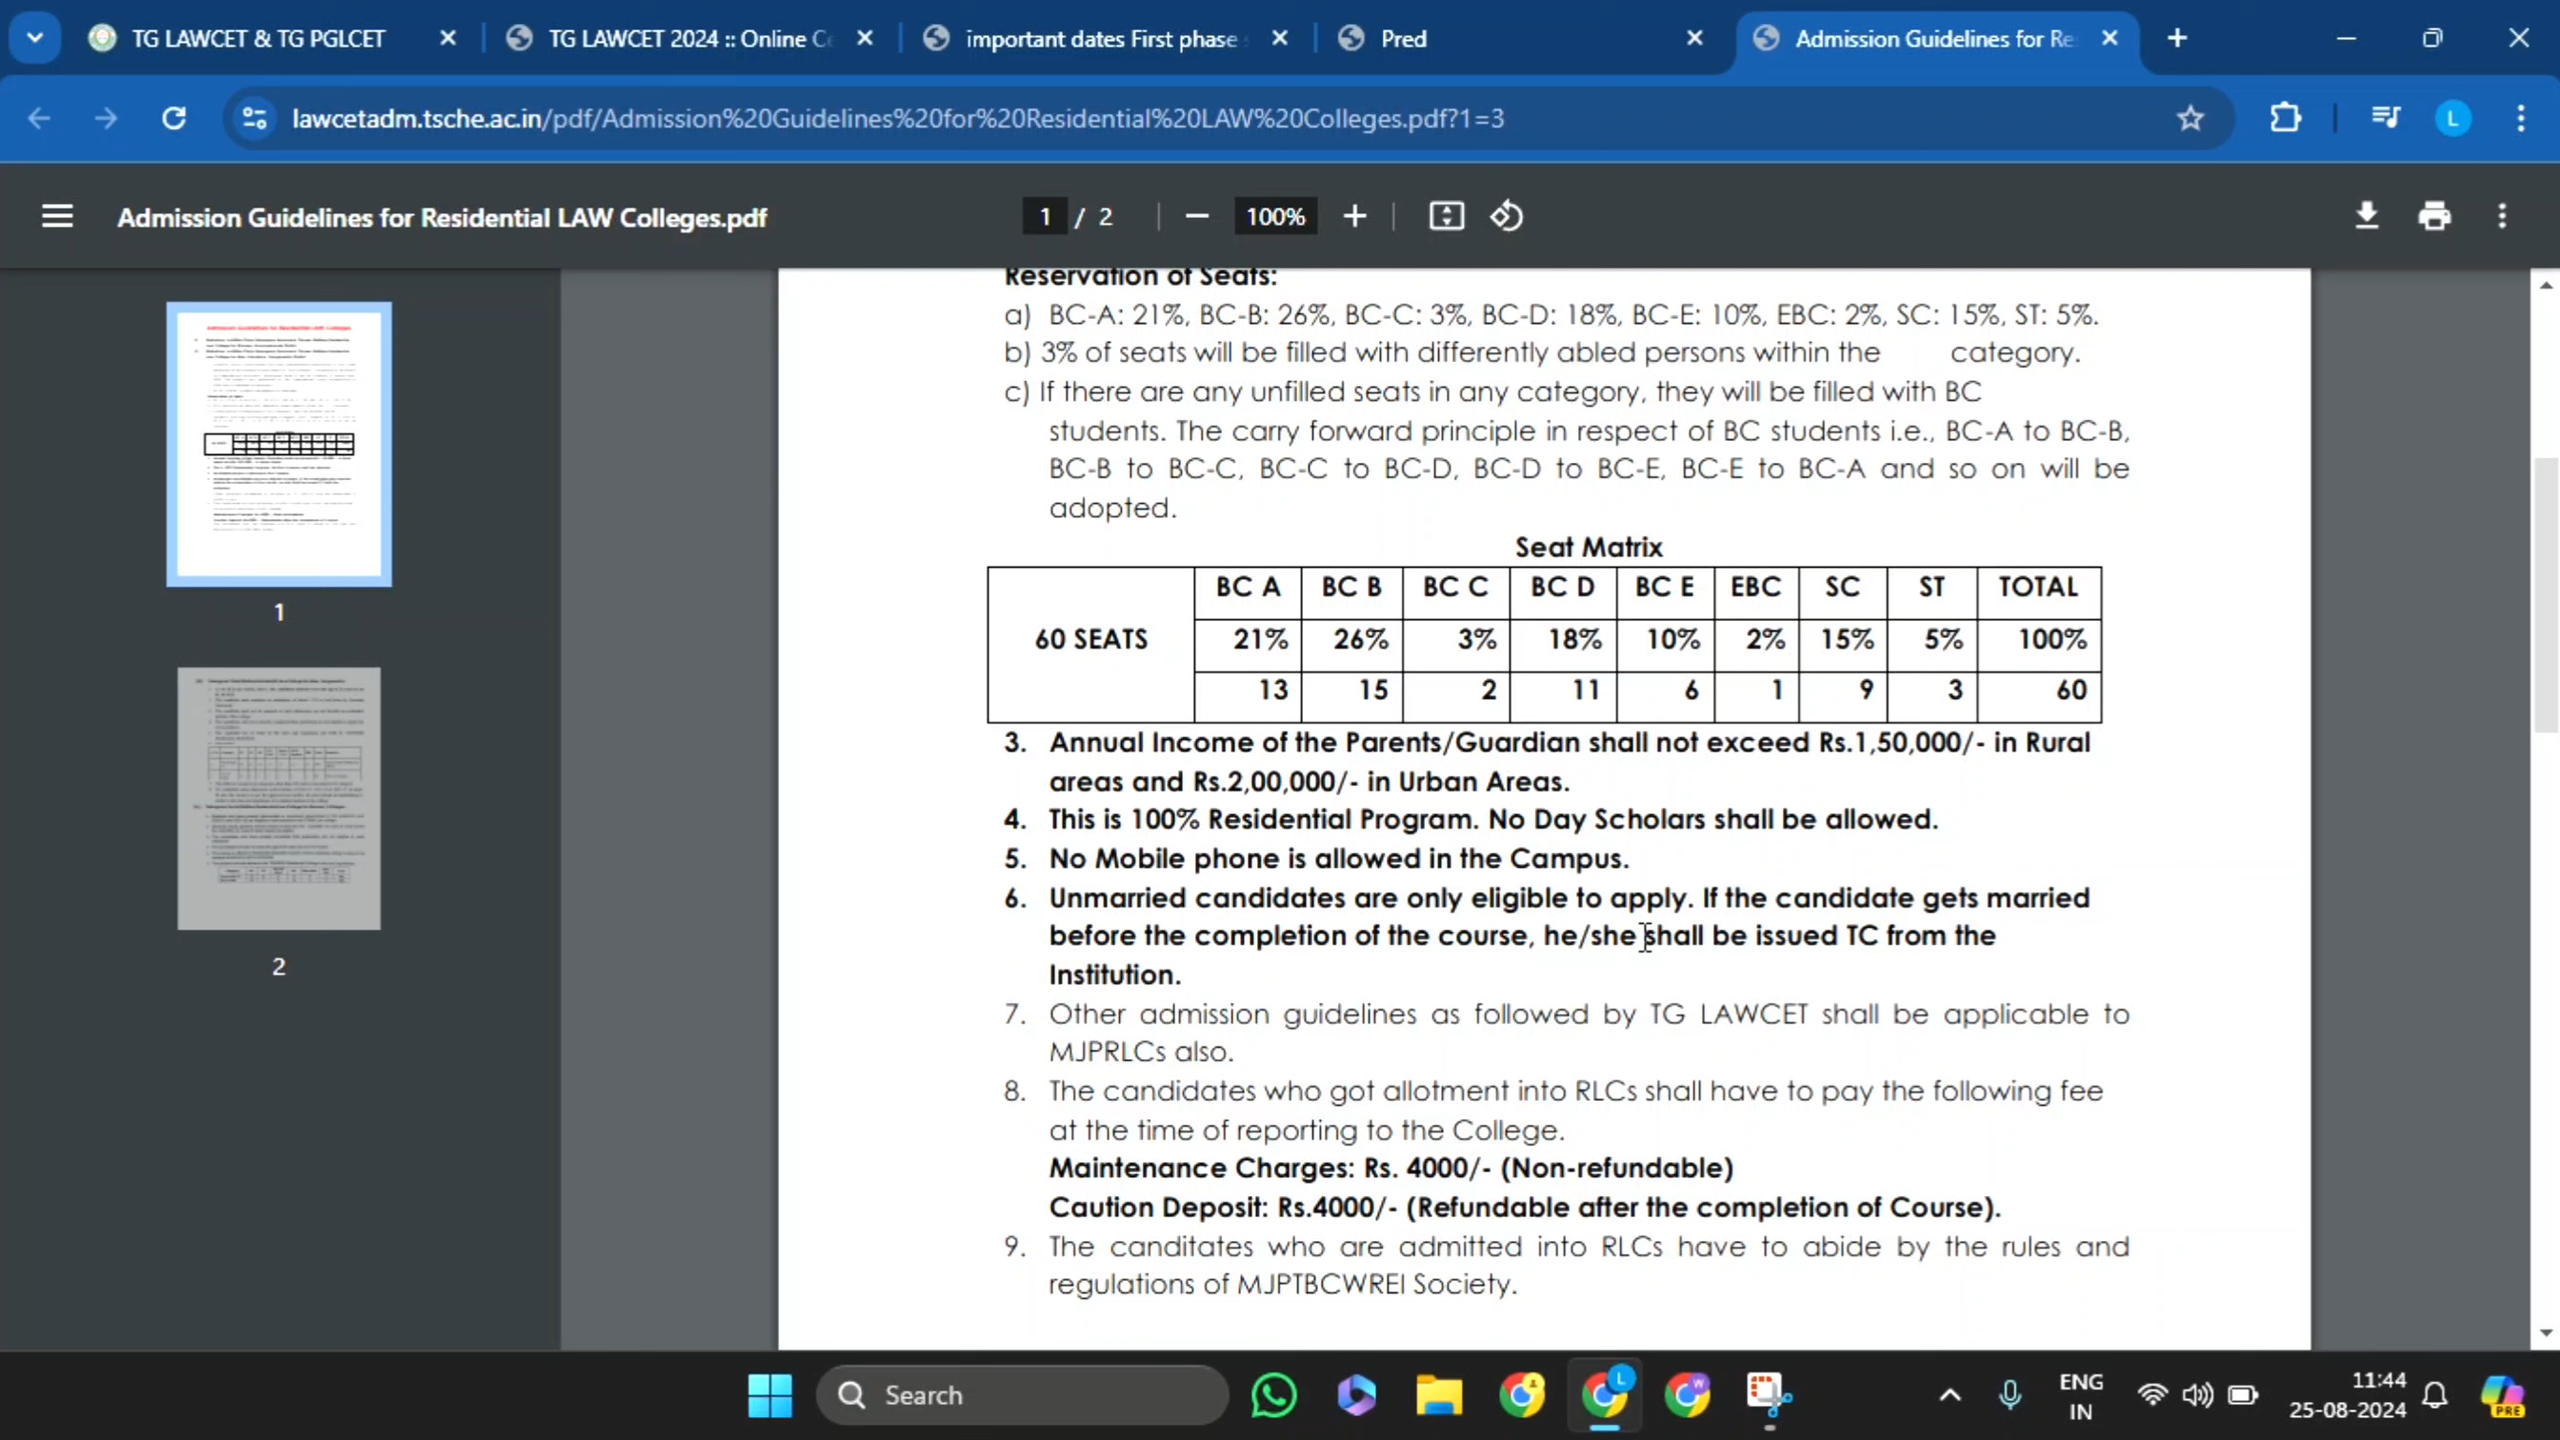 TG LAWCET & TG PGLCET
TG LAWCET 2024 :: Online Ce
important dates First phase
Pred
Admission Guidelines for Re
lawcetadm.tsche.ac.in/pdf/Admission%20Guidelines%20for%20Residential%20LAW%20Colleges.pdf?1=3
L
Admission Guidelines for Residential LAW Colleges.pdf
1 / 2
100%
1
2
Reservation of Seats:
a) BC-A: 21%, BC-B: 26%, BC-C: 3%, BC-D: 18%, BC-E: 10%, EBC: 2%, SC: 15%, ST: 5%.
b) 3% of seats will be filled with differently abled persons within the category.
c) If there are any unfilled seats in any category, they will be filled with BC
students. The carry forward principle in respect of BC students i.e., BC-A to BC-B,
BC-B to BC-C, BC-C to BC-D, BC-D to BC-E, BC-E to BC-A and so on will be
adopted.
Seat Matrix
BC A BC B BC C BC D BC E EBC SC ST TOTAL
60 SEATS 21% 26% 3% 18% 10% 2% 15% 5% 100%
13 15 2 11 6 1 9 3 60
3. Annual Income of the Parents/Guardian shall not exceed Rs.1,50,000/- in Rural
areas and Rs.2,00,000/- in Urban Areas.
4. This is 100% Residential Program. No Day Scholars shall be allowed.
5. No Mobile phone is allowed in the Campus.
6. Unmarried candidates are only eligible to apply. If the candidate gets married
before the completion of the course, he/she shall be issued TC from the
Institution.
7. Other admission guidelines as followed by TG LAWCET shall be applicable to
MJPRLCs also.
8. The candidates who got allotment into RLCs shall have to pay the following fee
at the time of reporting to the College.
Maintenance Charges: Rs. 4000/- (Non-refundable)
Caution Deposit: Rs.4000/- (Refundable after the completion of Course).
9. The canditates who are admitted into RLCs have to abide by the rules and
regulations of MJPTBCWREI Society.
Search
L
W
ENG
IN
11:44
25-08-2024
PRE